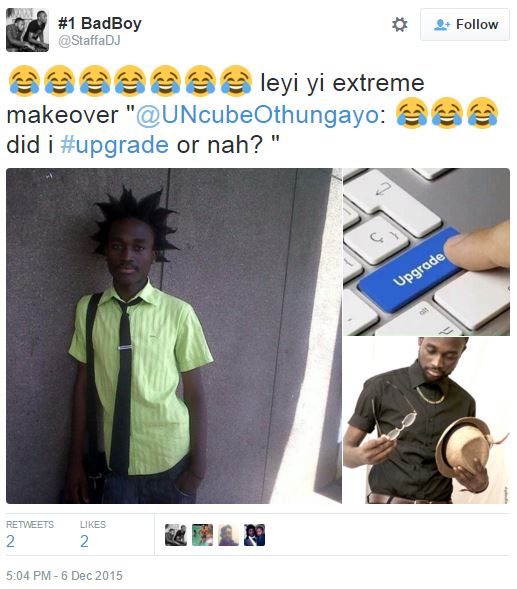 #1 BadBoy
@StaffaDJ
Follow
😂😂😂😂😂😂😂 leyi yi extreme
makeover "@UNcubeOthungayo: 😂😂😂
did i #upgrade or nah? "
Upgrade
RETWEETS LIKES
2 2
5:04 PM - 6 Dec 2015